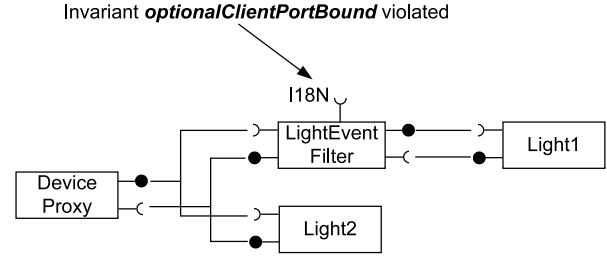 Invariant optionalClientPortBound violated
I18N
LightEvent
Filter
Light1
Device
Proxy
Light2